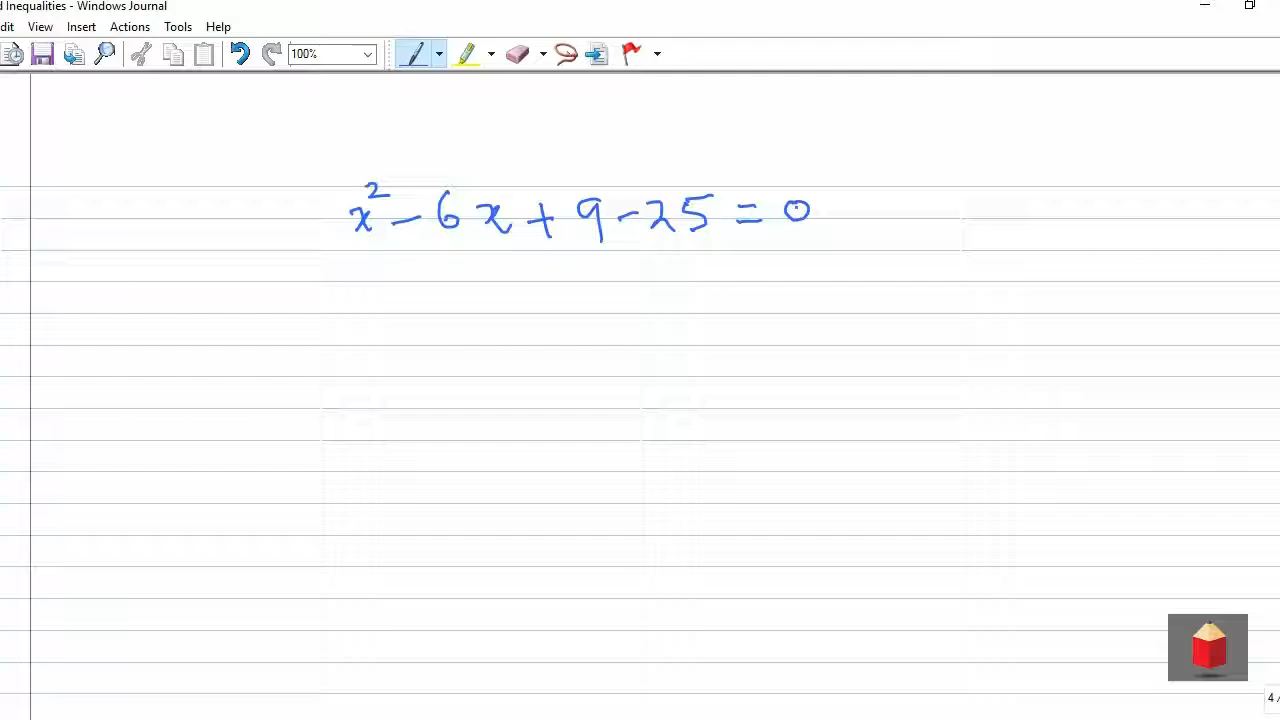 d Inequalities - Windows Journal
dit View Insert Actions Tools Help
100%
x² - 6x + 9 - 25 = 0
4/